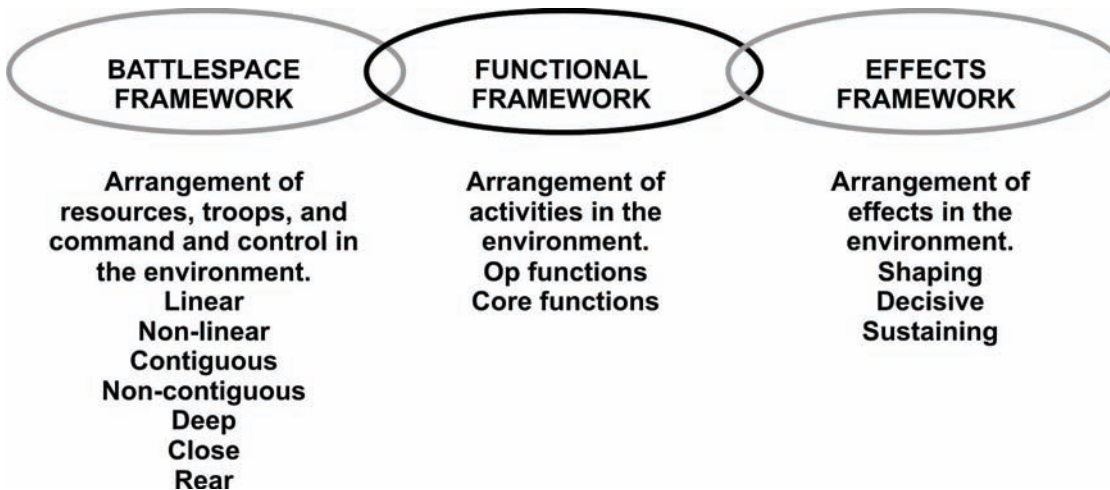 BATTLESPACE
FRAMEWORK
Arrangement of
resources, troops, and
command and control in
the environment.
Linear
Non-linear
Contiguous
Non-contiguous
Deep
Close
Rear
FUNCTIONAL
FRAMEWORK
Arrangement of
activities in the
environment.
Op functions
Core functions
EFFECTS
FRAMEWORK
Arrangement of
effects in the
environment.
Shaping
Decisive
Sustaining